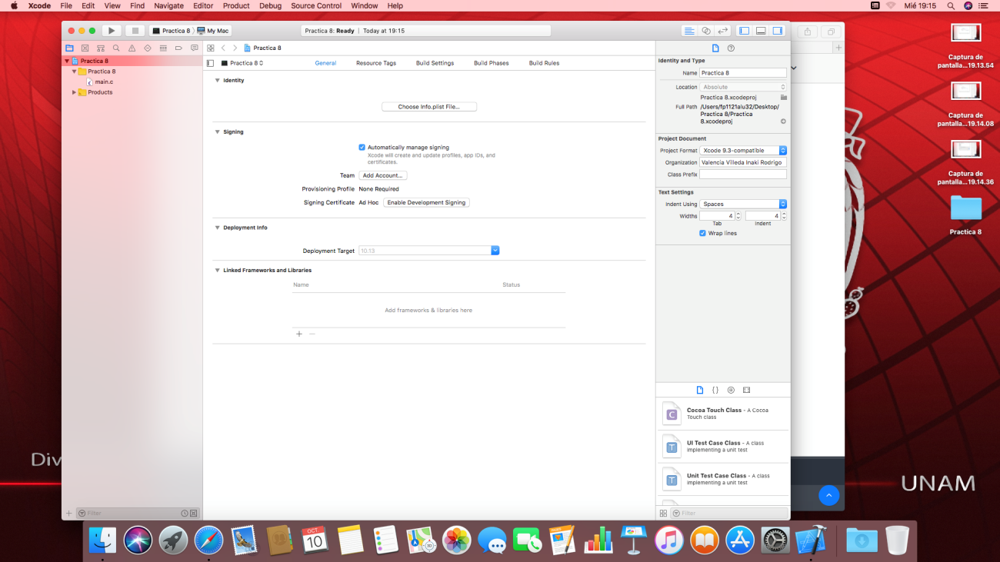 Xcode File Edit View Find Navigate Editor Product Debug Source Control Window Help Mié 19:15
Practica 8 My Mac
Practica 8: Ready | Today at 19:15
Practica 8
Practica 8
main.c
Products
Filter
Practica 8
Practica 8
General Resource Tags Build Settings Build Phases Build Rules
Identity
Choose Info.plist File...
Signing
Automatically manage signing
Xcode will create and update profiles, app IDs, and
certificates.
Team Add Account...
Provisioning Profile None Required
Signing Certificate Ad Hoc Enable Development Signing
Deployment Info
Deployment Target 10.13
Linked Frameworks and Libraries
Name Status
Add frameworks & libraries here
Identity and Type
Name Practica 8
Location Absolute
Practica 8.xcodeproj
Full Path /Users/fp1121alu32/Desktop/
Practica 8/Practica
8.xcodeproj
Project Document
Project Format Xcode 9.3-compatible
Organization Valencia Villeda Inaki Rodrigo
Class Prefix
Text Settings
Indent Using Spaces
Widths 4 4
Tab Indent
Wrap lines
C Cocoa Touch Class - A Cocoa
Touch class
T UI Test Case Class - A class
implementing a unit test
T Unit Test Case Class - A class
implementing a unit test
Filter
Captura de
pantalla...19.13.54
Captura de
pantalla...19.14.08
Captura de
pantalla...19.14.36
Practica 8
Div
UNAM
OCT
10